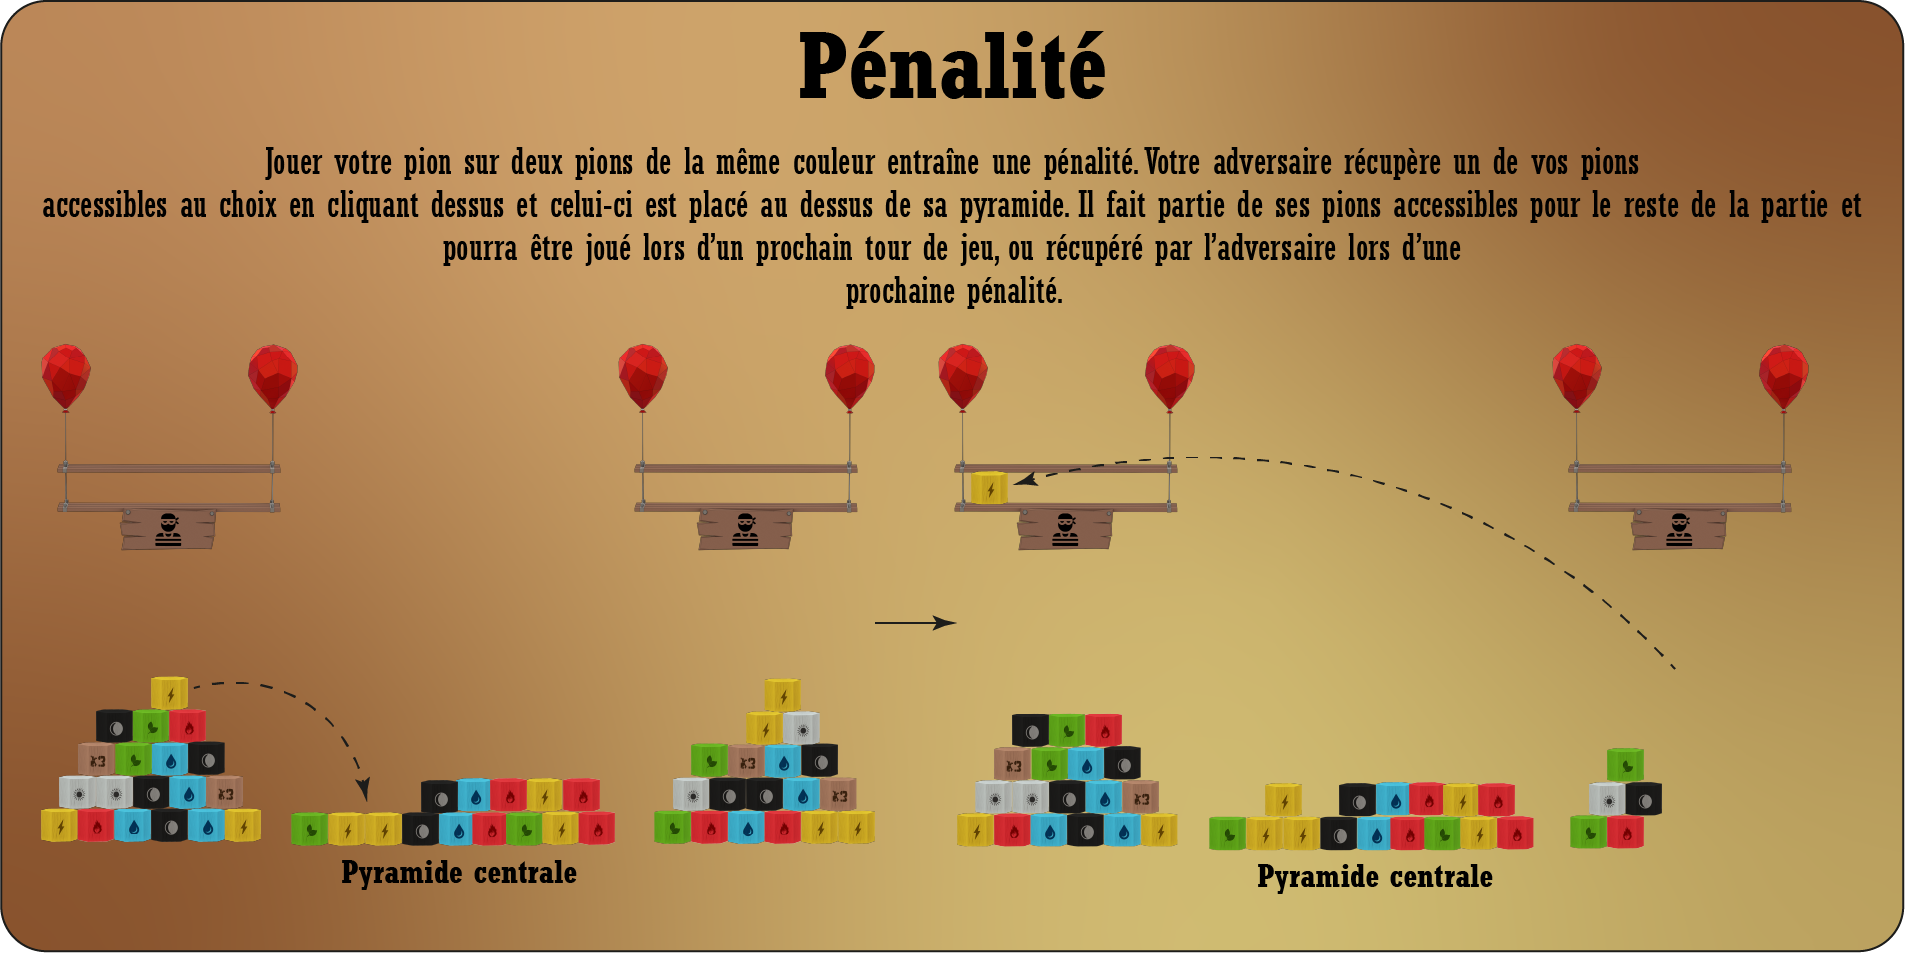 Pénalité
Jouer votre pion sur deux pions de la même couleur entraîne une pénalité. Votre adversaire récupère un de vos pions
accessibles au choix en cliquant dessus et celui-ci est placé au dessus de sa pyramide. Il fait partie de ses pions accessibles pour le reste de la partie et
pourra être joué lors d’un prochain tour de jeu, ou récupéré par l’adversaire lors d’une
prochaine pénalité.
x3
x3
x3
x3
x3
x3
Pyramide centrale
Pyramide centrale